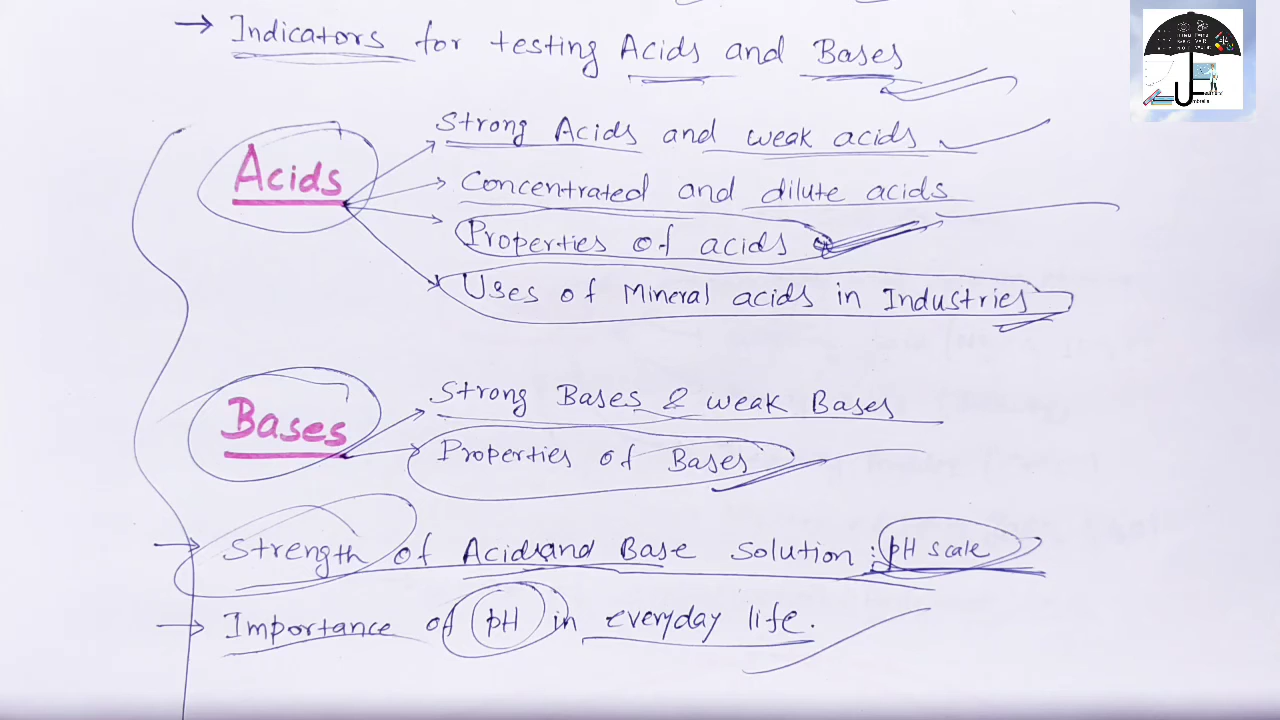 → Indicators for testing Acids and Bases
Acids
Strong Acids and weak acids
Concentrated and dilute acids
Properties of acids
Uses of Mineral acids in Industries
Bases
Strong Bases & weak Bases
Properties of Bases
→ Strength of Acids and Base Solution : pH scale
→ Importance of pH in everyday life.